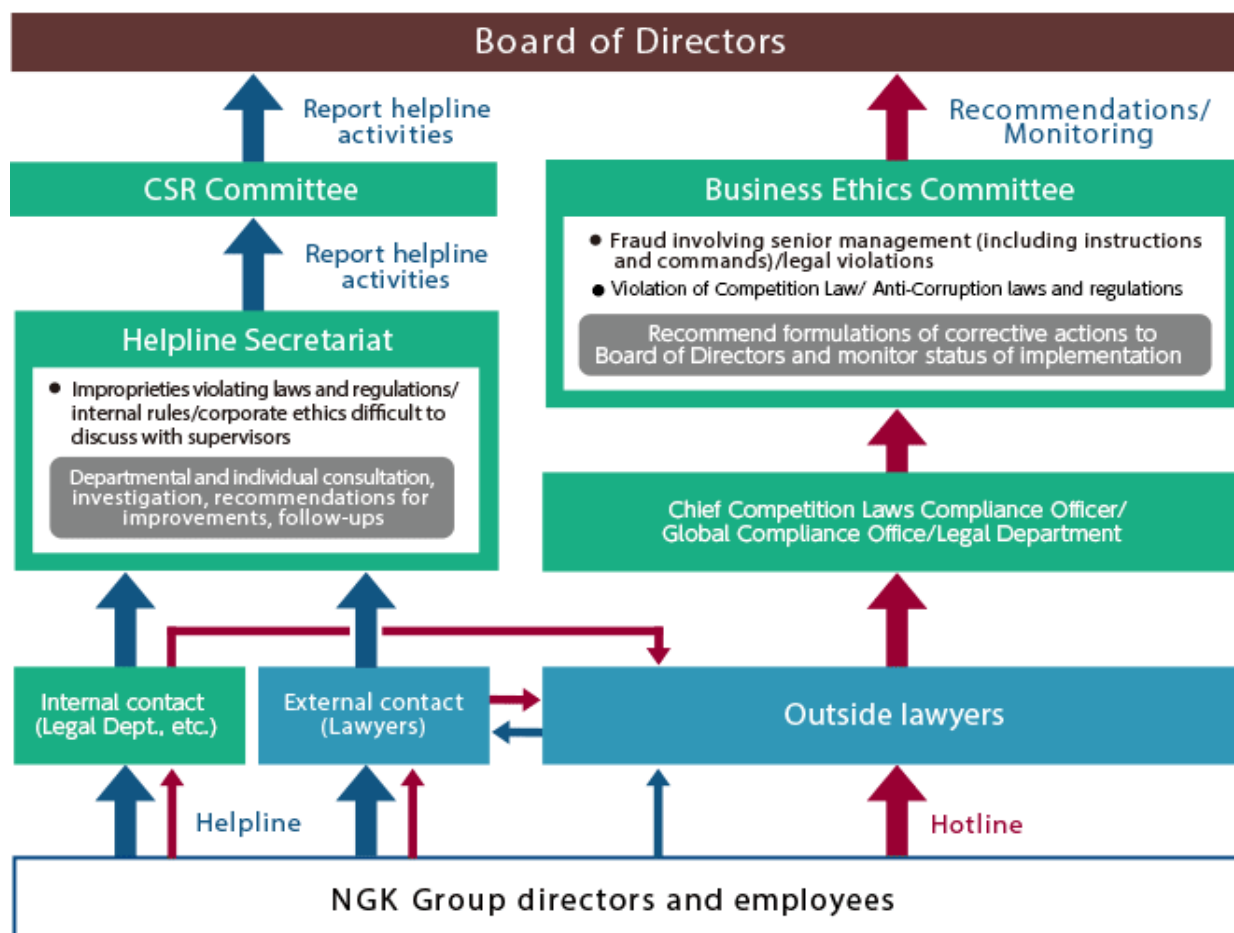 Board of Directors
Report helpline
activities
Recommendations/
Monitoring
CSR Committee
Business Ethics Committee
● Fraud involving senior management (including instructions
and commands)/legal violations
● Violation of Competition Law/ Anti-Corruption laws and regulations
Recommend formulations of corrective actions to
Board of Directors and monitor status of implementation
Report helpline
activities
Helpline Secretariat
● Improprieties violating laws and regulations/
internal rules/corporate ethics difficult to
discuss with supervisors
Departmental and individual consultation,
investigation, recommendations for
improvements, follow-ups
Chief Competition Laws Compliance Officer/
Global Compliance Office/Legal Department
Internal contact
(Legal Dept., etc.)
External contact
(Lawyers)
Outside lawyers
Helpline
Hotline
NGK Group directors and employees